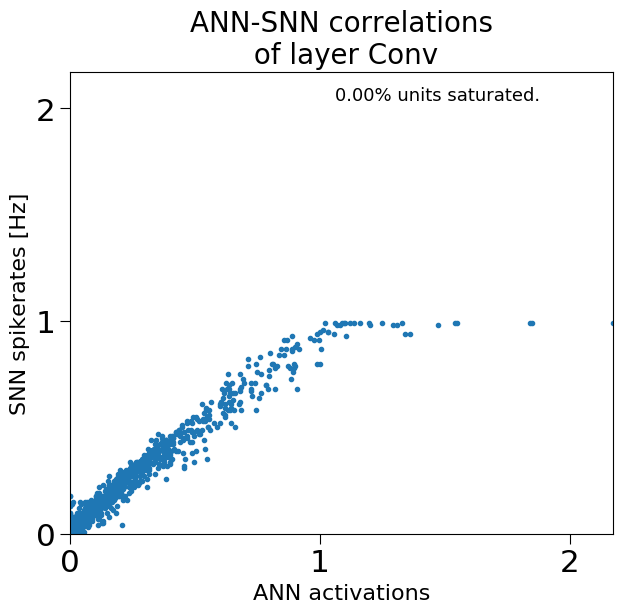 ANN-SNN correlations
of layer Conv
0.00% units saturated.
2
1
0
SNN spikerates [Hz]
0
1
2
ANN activations